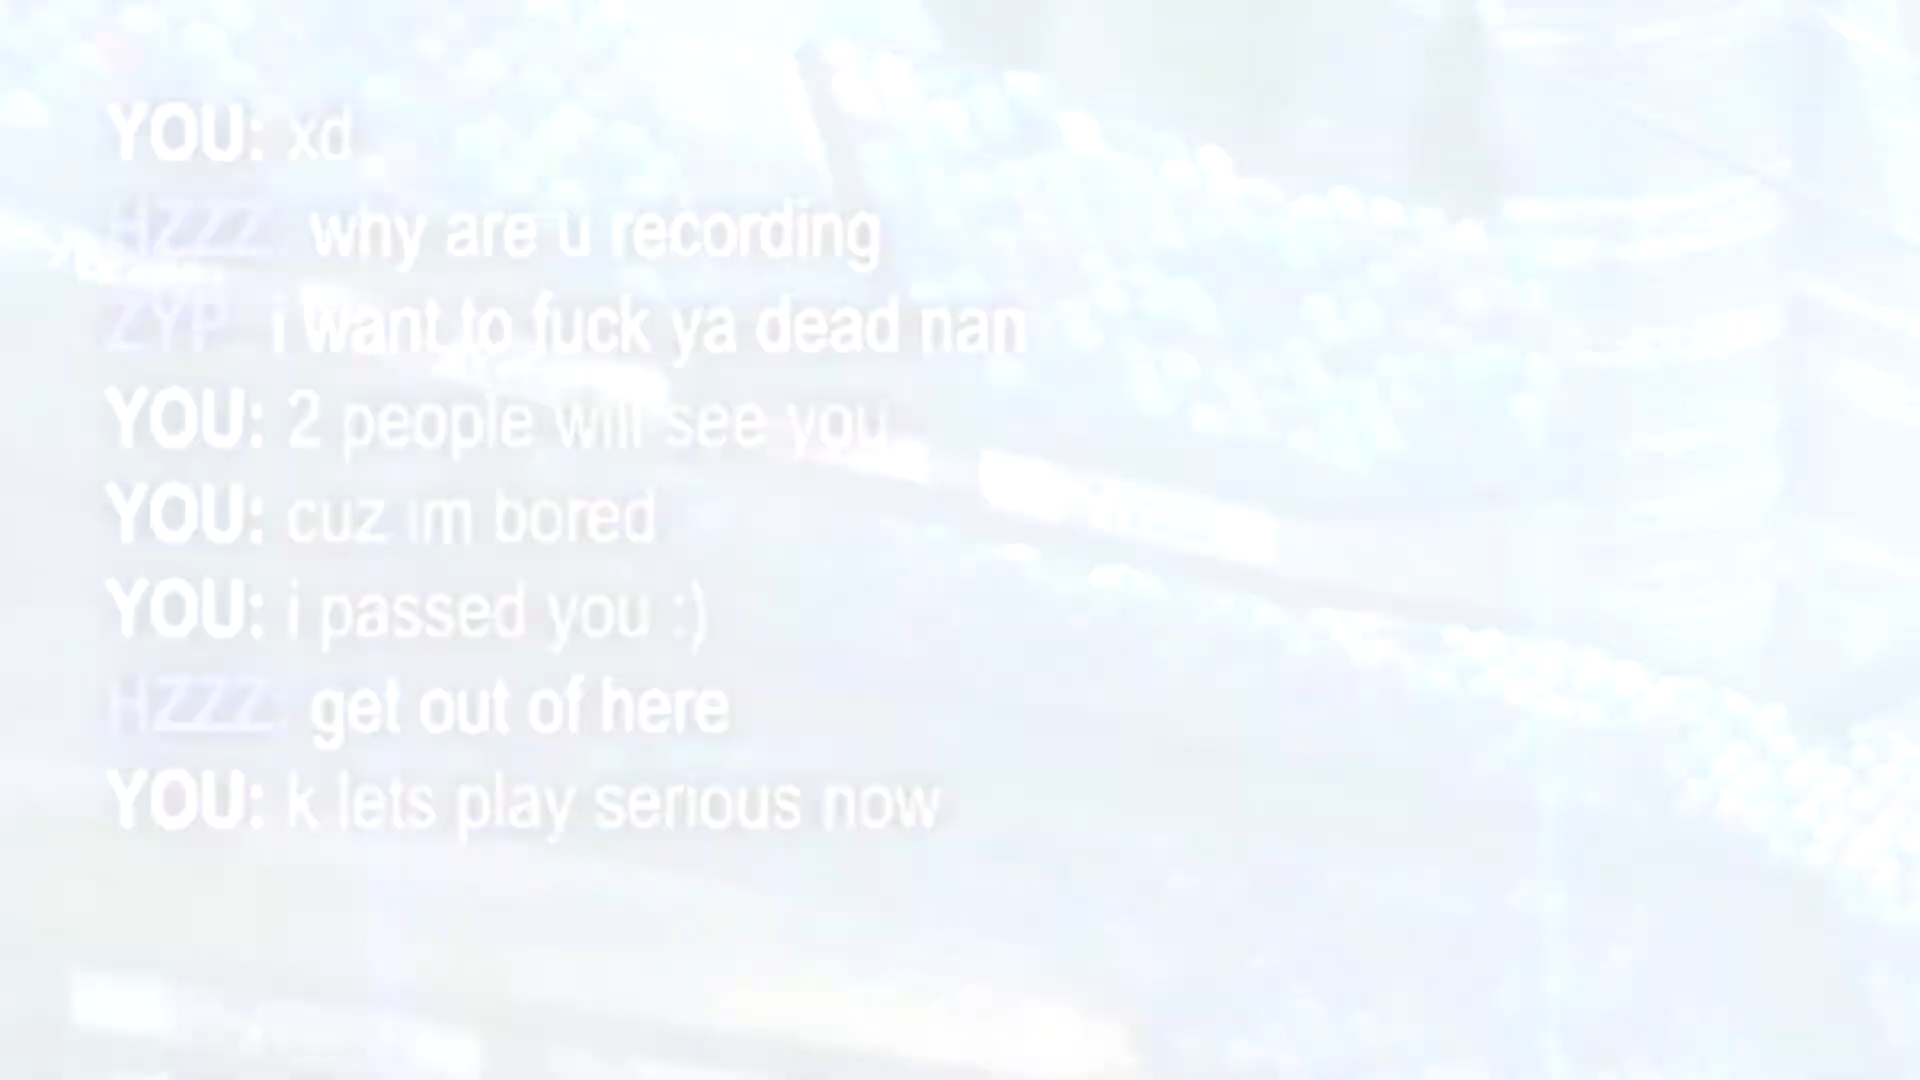 YOU: xd
HZZZ: why are u recording
ZYP: i want to fuck ya dead nan
YOU: 2 people will see you
YOU: cuz im bored
YOU: i passed you :)
HZZZ: get out of here
YOU: k lets play serious now